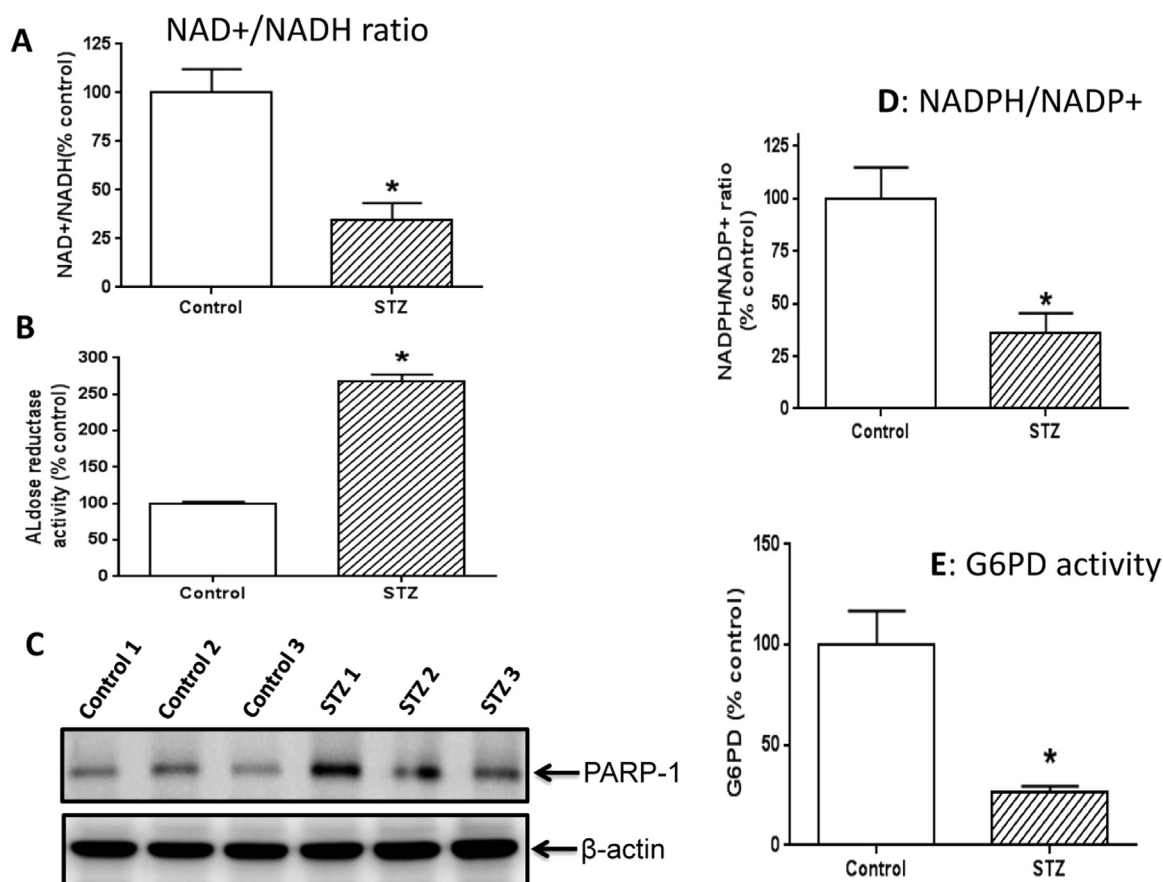 A
NAD+/NADH ratio
NAD+/NADH(% control)
125
100
75
50
25
0
*
Control
STZ
B
ALdose reductase
activity (% control)
300
250
200
150
100
50
0
*
Control
STZ
C
Control 1
Control 2
Control 3
STZ 1
STZ 2
STZ 3
PARP-1
β-actin
D: NADPH/NADP+
NADPH/NADP+ ratio
(% control)
125
100
75
50
25
0
*
Control
STZ
E: G6PD activity
G6PD (% control)
150
100
50
0
*
Control
STZ